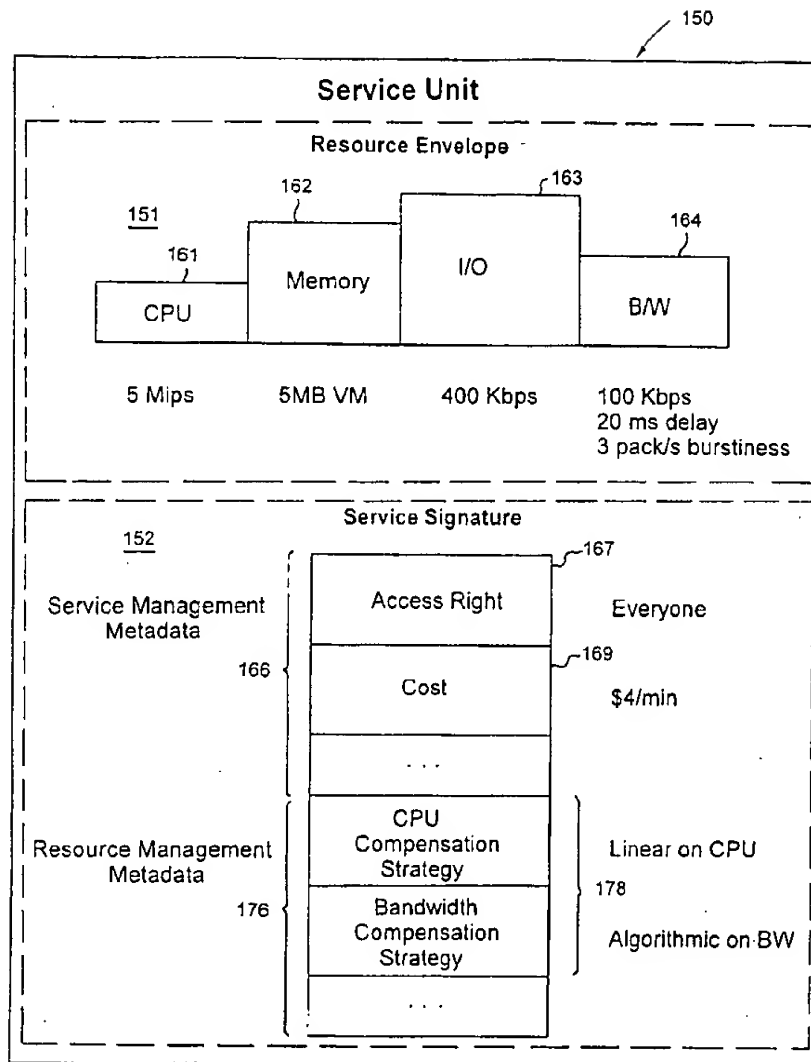 150
Service Unit
Resource Envelope
151
161
162
163
164
CPU
Memory
I/O
B/W
5 Mips
5MB VM
400 Kbps
100 Kbps
20 ms delay
3 pack/s burstiness
Service Signature
152
167
Service Management
Metadata
166
Access Right
Everyone
169
Cost
$4/min
. . .
Resource Management
Metadata
176
CPU
Compensation
Strategy
Linear on CPU
178
Bandwidth
Compensation
Strategy
Algorithmic on BW
. . .